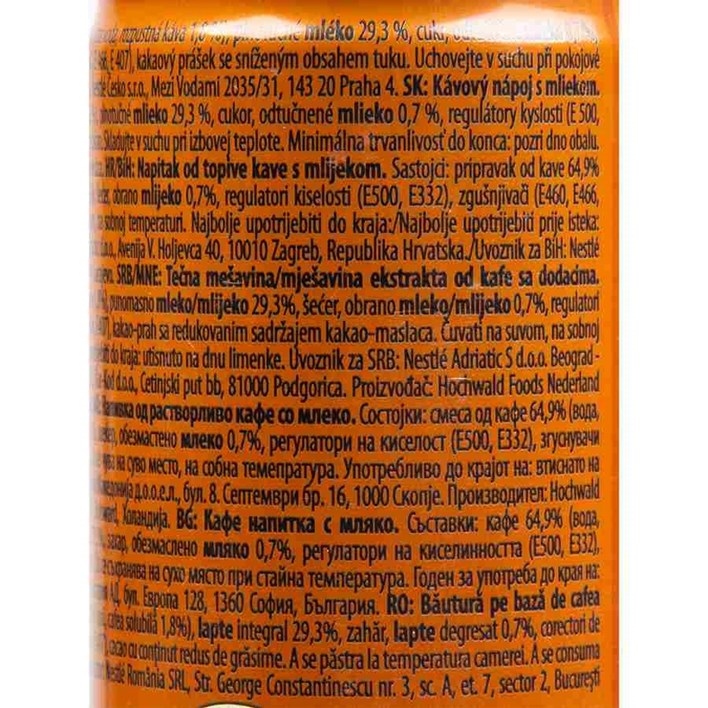 rozpustná káva 1,8 %), plnotučné mléko 29,3 %, cukr,
E 407), kakaový prášek se sníženým obsahem tuku. Uchovejte v suchu při pokojové
Česko s.r.o., Mezi Vodami 2035/31, 143 20 Praha 4. SK: Kávový nápoj s mliekom.
mlieko 29,3 %, cukor, odtučnené mlieko 0,7 %, regulátory kyslosti (E 500,
Skladujte v suchu pri izbovej teplote. Minimálna trvanlivosť do konca: pozri dno obalu.
HR/BiH: Napitak od topive kave s mlijekom. Sastojci: pripravak od kave 64,9%
obrano mlijeko 0,7%, regulatori kiselosti (E500, E332), zgušnjivači (E460, E466,
na sobnoj temperaturi. Najbolje upotrijebiti do kraja:/Najbolje upotrijebiti prije isteka:
Avenija V. Holjevca 40, 10010 Zagreb, Republika Hrvatska./Uvoznik za BiH: Nestlé
SRB/MNE: Tečna mešavina/mješavina ekstrakta od kafe sa dodacima.
punomasno mleko/mlijeko 29,3%, šećer, obrano mleko/mlijeko 0,7%, regulatori
kakao-prah sa redukovanim sadržajem kakao-maslaca. Čuvati na suvom, na sobnoj
do kraja: utisnuto na dnu limenke. Uvoznik za SRB: Nestlé Adriatic S d.o.o. Beograd-
d.o.o., Cetinjski put bb, 81000 Podgorica. Proizvođač: Hochwald Foods Nederland
Напивка од растворливо кафе со млеко. Состојки: смеса од кафе 64,9% (вода,
обезмастено млеко 0,7%, регулатори на киселост (E500, E332), згуснувачи
на суво место, на собна темпратура. Употребливо до крајот на: втиснато на
д.о.о.е.л., бул. 8. Септември бр. 16, 1000 Скопје. Производител: Hochwald
Холандија. BG: Кафе напитка с мляко. Съставки: кафе 64,9% (вода,
захар, обезмаслено мляко 0,7%, регулатори на киселинността (E500, E332),
съхранява на сухо място при стайна температура. Годен за употреба до края на:
АД, бул. Европа 128, 1360 София, България. RO: Băutură pe bază de cafea
cafea solubilă 1,8%), lapte integral 29,3%, zahăr, lapte degresat 0,7%, corectori de
cacao cu conținut redus de grăsime. A se păstra la temperatura camerei. A se consuma
Nestlé România SRL, Str. George Constantinescu nr. 3, sc. A, et. 7, sector 2, București